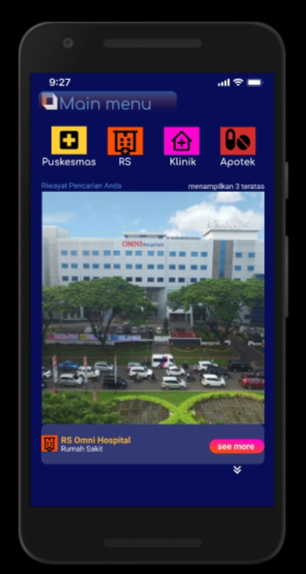 9:27
Main menu
Puskesmas RS Klinik Apotek
Riwayat Pencarian Anda menampilkan 3 teratas
OMNI Hospitals
RS Omni Hospital
Rumah Sakit
see more